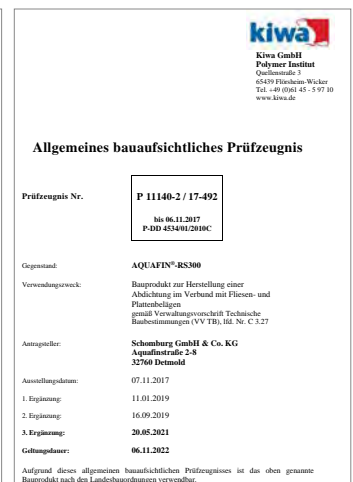 kiwa
Kiwa GmbH
Polymer Institut
Quellenstraße 3
65439 Flörsheim-Wicker
Tel. +49 (0)61 45 - 5 97 10
www.kiwa.de
Allgemeines bauaufsichtliches Prüfzeugnis
Prüfzeugnis Nr.
P 11140-2 / 17-492
bis 06.11.2017
P-DD 4534/01/2010C
Gegenstand:
AQUAFIN®-RS300
Verwendungszweck:
Bauprodukt zur Herstellung einer
Abdichtung im Verbund mit Fliesen- und
Plattenbelägen
gemäß Verwaltungsvorschrift Technische
Baubestimmungen (VV TB), lfd. Nr. C 3.27
Antragsteller:
Schomburg GmbH & Co. KG
Aquafinstraße 2-8
32760 Detmold
Ausstellungsdatum:
07.11.2017
1. Ergänzung:
11.01.2019
2. Ergänzung:
16.09.2019
3. Ergänzung:
20.05.2021
Geltungsdauer:
06.11.2022
Aufgrund dieses allgemeinen bauaufsichtlichen Prüfzeugnisses ist das oben genannte
Bauprodukt nach den Landesbauordnungen verwendbar.